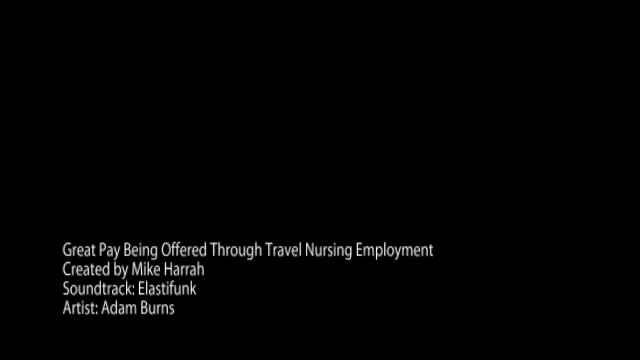 Great Pay Being Offered Through Travel Nursing Employment
Created by Mike Harrah
Soundtrack: Elastifunk
Artist: Adam Burns